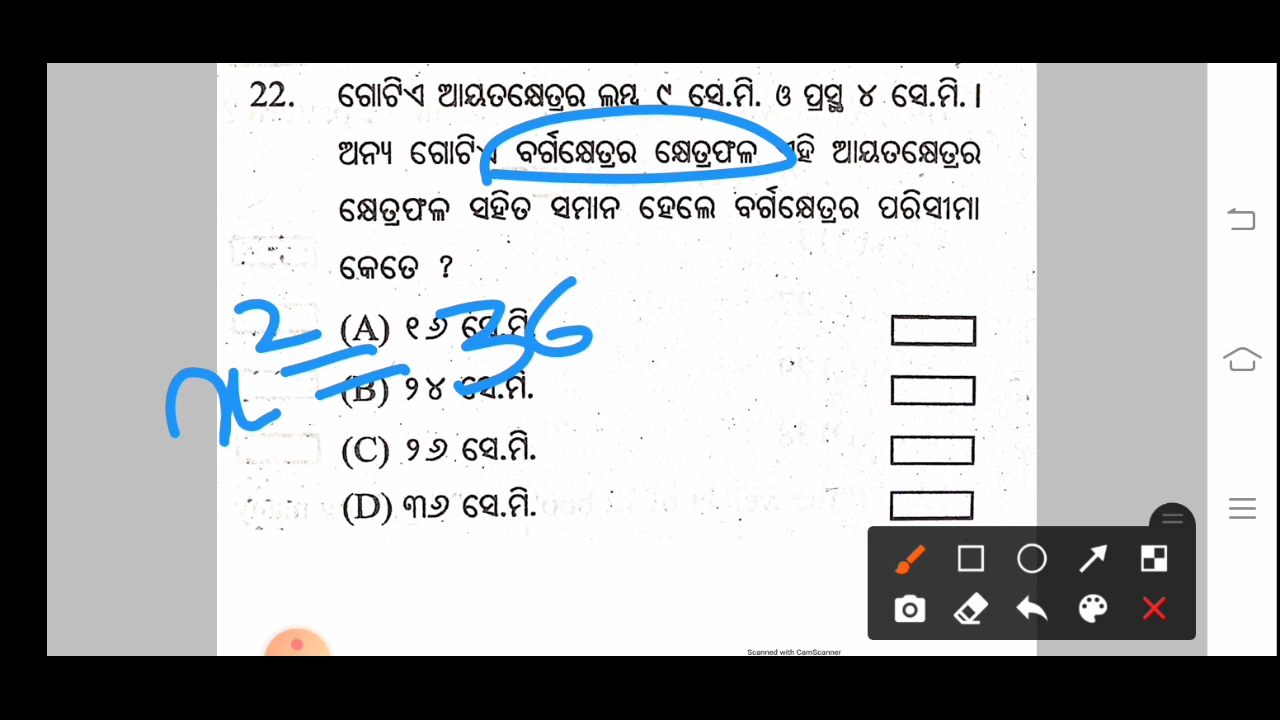 22. ଗୋଟିଏ ଆୟତକ୍ଷେତ୍ରର ଲମ୍ବ ୯ ସେ.ମି. ଓ ପ୍ରସ୍ଥ ୪ ସେ.ମି.।
ଅନ୍ୟ ଗୋଟିଏ ବର୍ଗକ୍ଷେତ୍ରର କ୍ଷେତ୍ରଫଳ ଏହି ଆୟତକ୍ଷେତ୍ରର
କ୍ଷେତ୍ରଫଳ ସହିତ ସମାନ ହେଲେ ବର୍ଗକ୍ଷେତ୍ରର ପରିସୀମା
କେତେ ?
(A) ୧୬ ସେ.ମି.
(B) ୨୪ ସେ.ମି.
(C) ୨୬ ସେ.ମି.
(D) ୩୬ ସେ.ମି.
x² = 36
Scanned with CamScanner